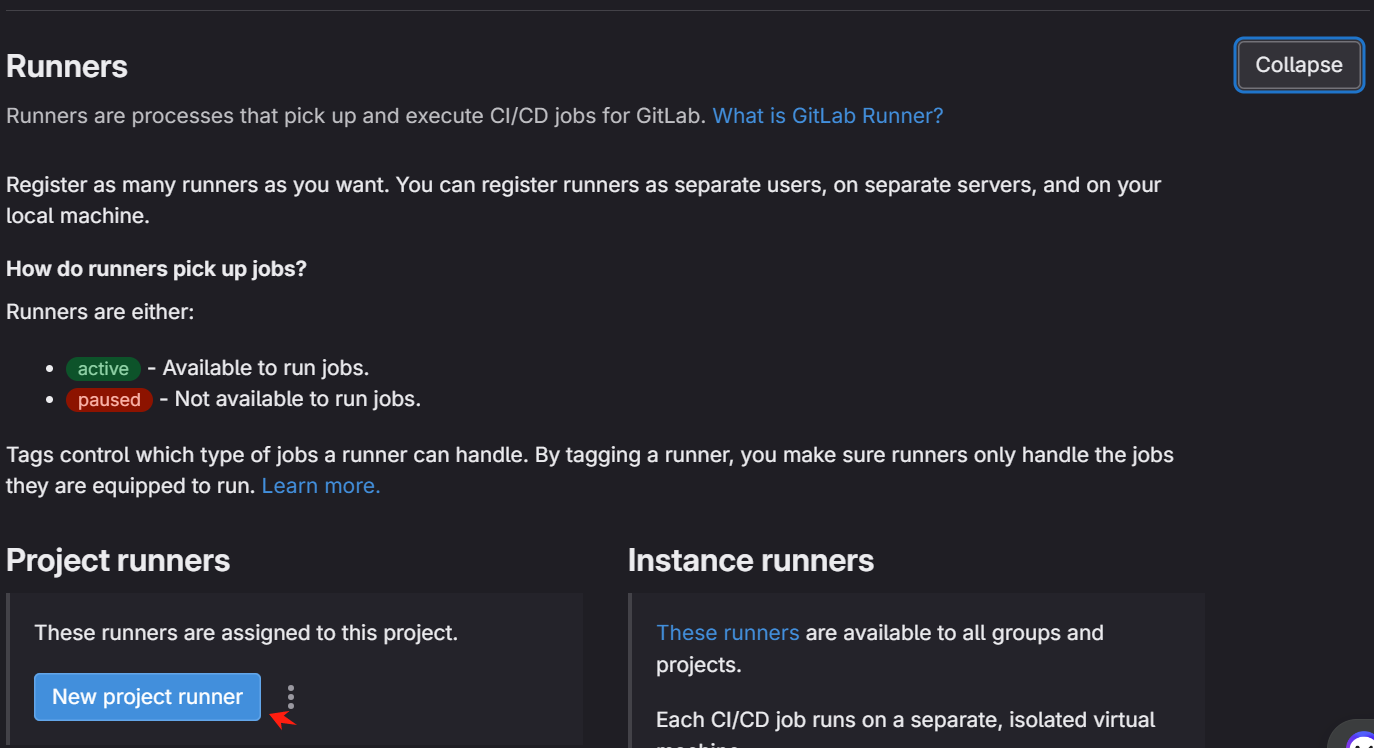 Runners
Collapse
Runners are processes that pick up and execute CI/CD jobs for GitLab. What is GitLab Runner?
Register as many runners as you want. You can register runners as separate users, on separate servers, and on your
local machine.
How do runners pick up jobs?
Runners are either:
active - Available to run jobs.
paused - Not available to run jobs.
Tags control which type of jobs a runner can handle. By tagging a runner, you make sure runners only handle the jobs
they are equipped to run. Learn more.
Project runners
These runners are assigned to this project.
New project runner
Instance runners
These runners are available to all groups and
projects.
Each CI/CD job runs on a separate, isolated virtual